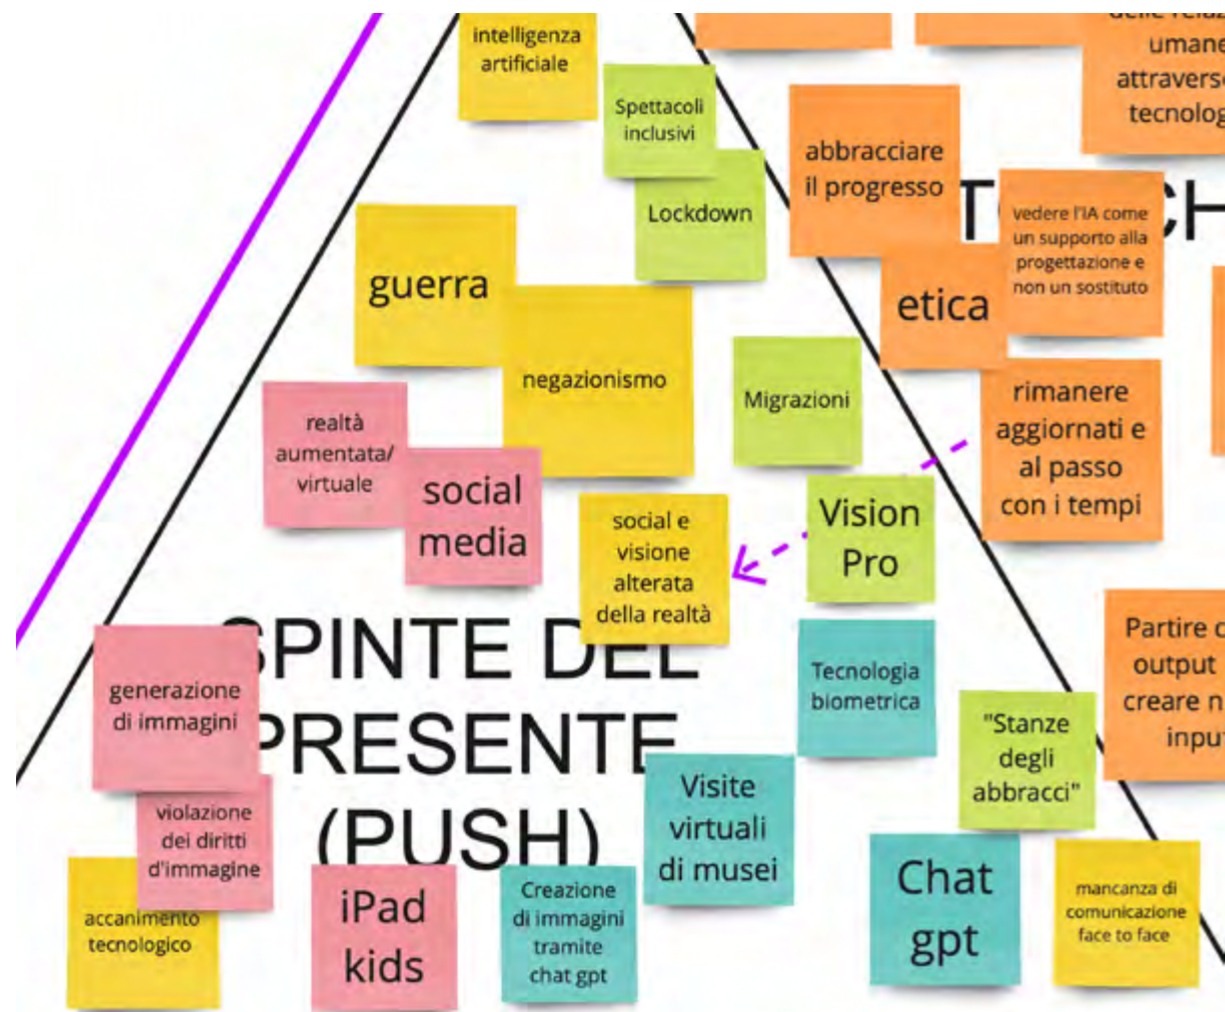 intelligenza
artificiale
Spettacoli
inclusivi
Lockdown
umane
abbracciare
il progresso
vedere l'IA come
un supporto alla
progettazione e
non un sostituto
etica
guerra
negazionismo
Migrazioni
rimanere
aggiornati e
al passo
con i tempi
realtà
aumentata/
virtuale
social
media
social e
visione
alterata
della realtà
Vision
Pro
SPINTE DEL
PRESENTE
(PUSH)
generazione
di immagini
Tecnologia
biometrica
"Stanze
degli
abbracci"
Partire
output
creare
violazione
dei diritti
d'immagine
Visite
virtuali
di musei
accanimento
tecnologico
iPad
kids
Creazione
di immagini
tramite
chat gpt
Chat
gpt
mancanza di
comunicazione
face to face